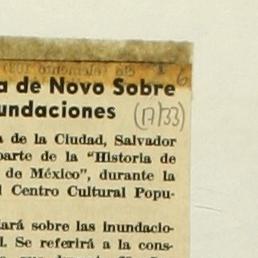 6
a de Novo Sobre
undaciones (17/33)
a de la Ciudad, Salvador
parte de la "Historia de
de México", durante la
l Centro Cultural Popu-
ará sobre las inundacio-
l. Se referirá a la cons-